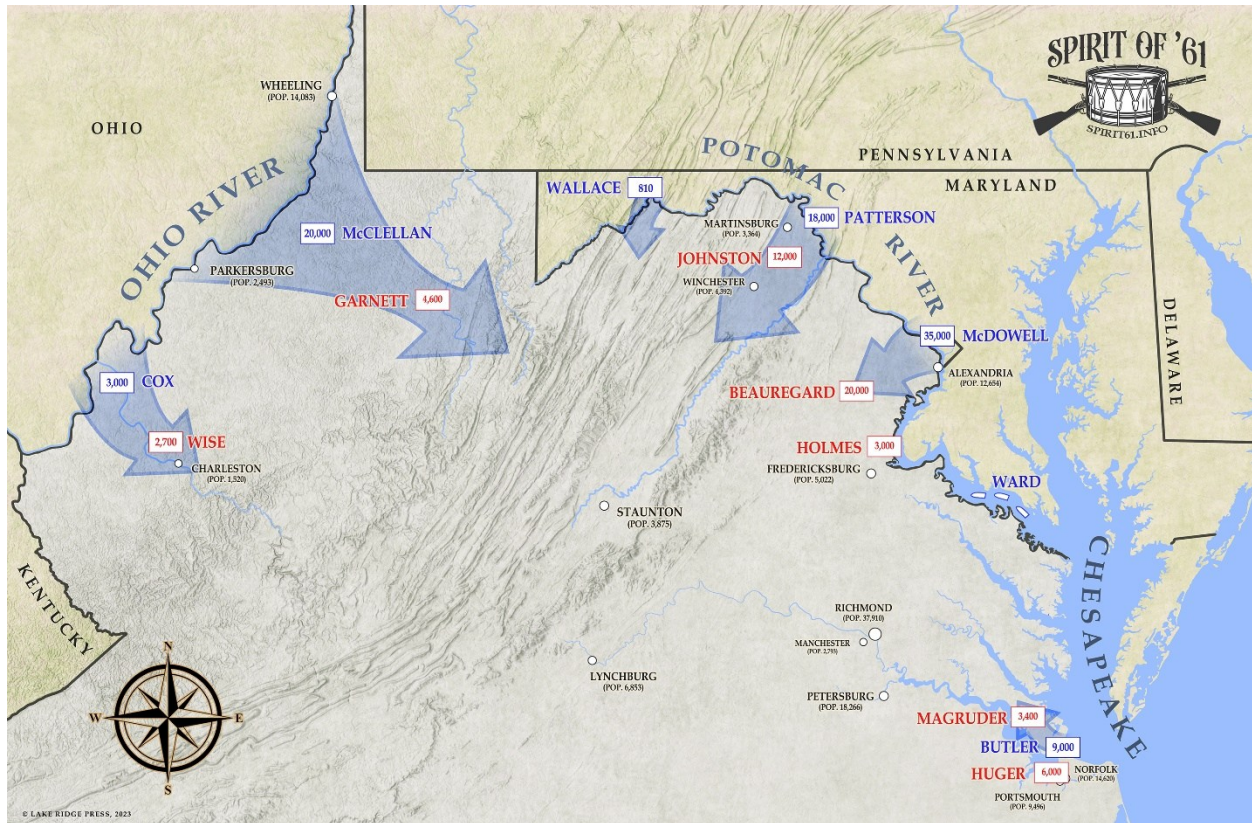 SPIRIT OF '61
SPIRIT61.INFO
WHEELING
(POP. 14,083)
OHIO
OHIO RIVER
POTOMAC
RIVER
PENNSYLVANIA
MARYLAND
WALLACE
810
18,000
PATTERSON
MARTINSBURG
(POP. 3,364)
20,000
McCLELLAN
JOHNSTON
12,000
PARKERSBURG
(POP. 2,493)
WINCHESTER
(POP. 4,392)
GARNETT
4,600
DELAWARE
35,000
McDOWELL
ALEXANDRIA
(POP. 12,654)
3,000
COX
BEAUREGARD
20,000
2,700
WISE
CHARLESTON
(POP. 1,520)
HOLMES
3,000
FREDERICKSBURG
(POP. 5,022)
WARD
STAUNTON
(POP. 3,875)
CHESAPEAKE
KENTUCKY
RICHMOND
(POP. 37,910)
MANCHESTER
(POP. 2,793)
LYNCHBURG
(POP. 6,853)
PETERSBURG
(POP. 18,266)
N
W
E
S
MAGRUDER
3,400
BUTLER
9,000
HUGER
6,000
NORFOLK
(POP. 14,620)
PORTSMOUTH
(POP. 9,496)
© LAKE RIDGE PRESS, 2023